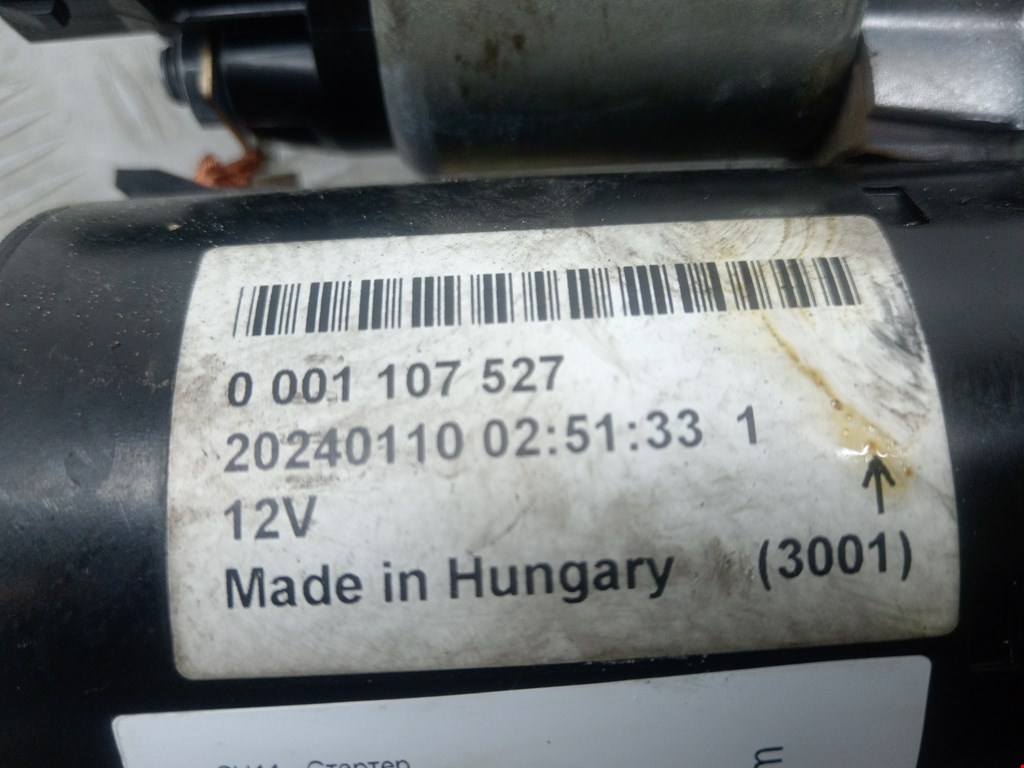 0 001 107 527
20240110 02:51:33 1
12V
Made in Hungary (3001)
Стартер